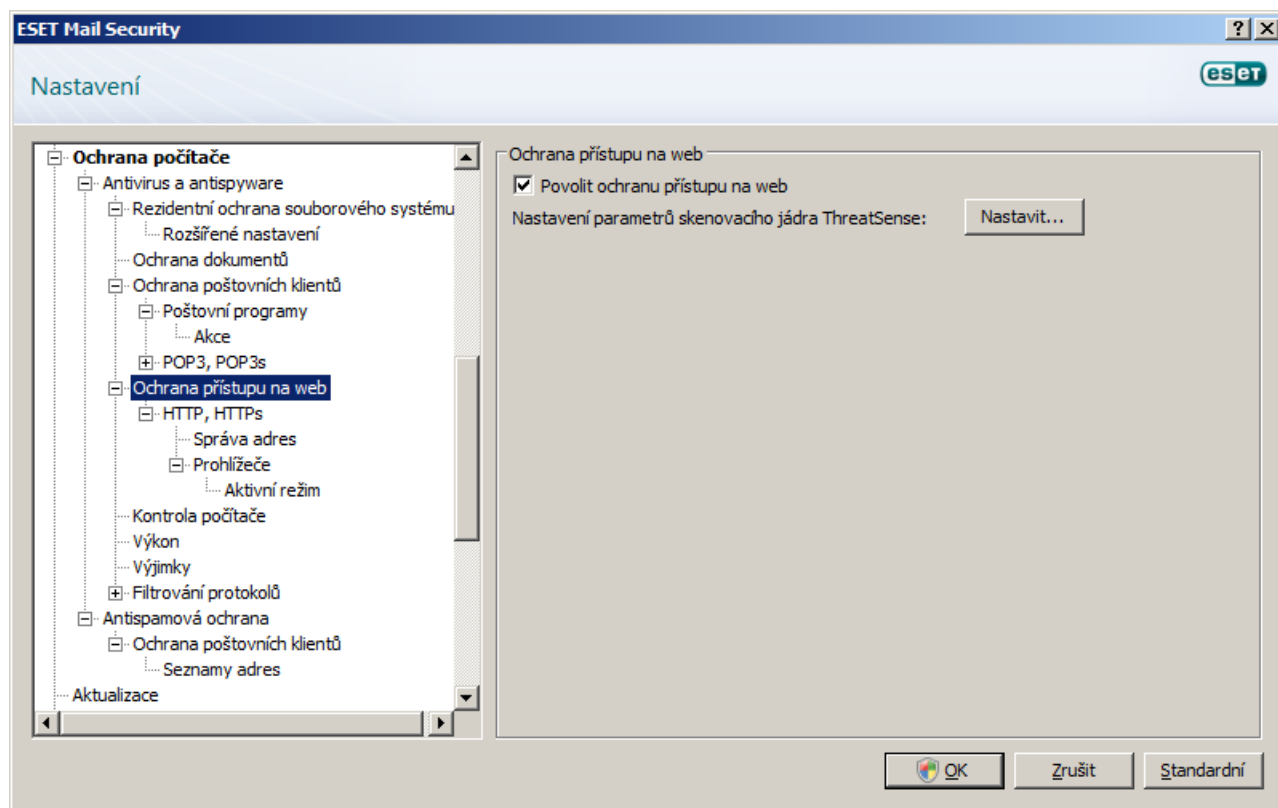 ESET Mail Security
Nastavení
eset
Ochrana počítače
Antivirus a antispyware
Rezidentní ochrana souborového systému
Rozšířené nastavení
Ochrana dokumentů
Ochrana poštovních klientů
Poštovní programy
Akce
POP3, POP3s
Ochrana přístupu na web
HTTP, HTTPs
Správa adres
Prohlížeče
Aktivní režim
Kontrola počítače
Výkon
Výjimky
Filtrování protokolů
Antispamová ochrana
Ochrana poštovních klientů
Seznamy adres
Aktualizace
Ochrana přístupu na web
Povolit ochranu přístupu na web
Nastavení parametrů skenovacího jádra ThreatSense: Nastavit...
OK Zrušit Standardní